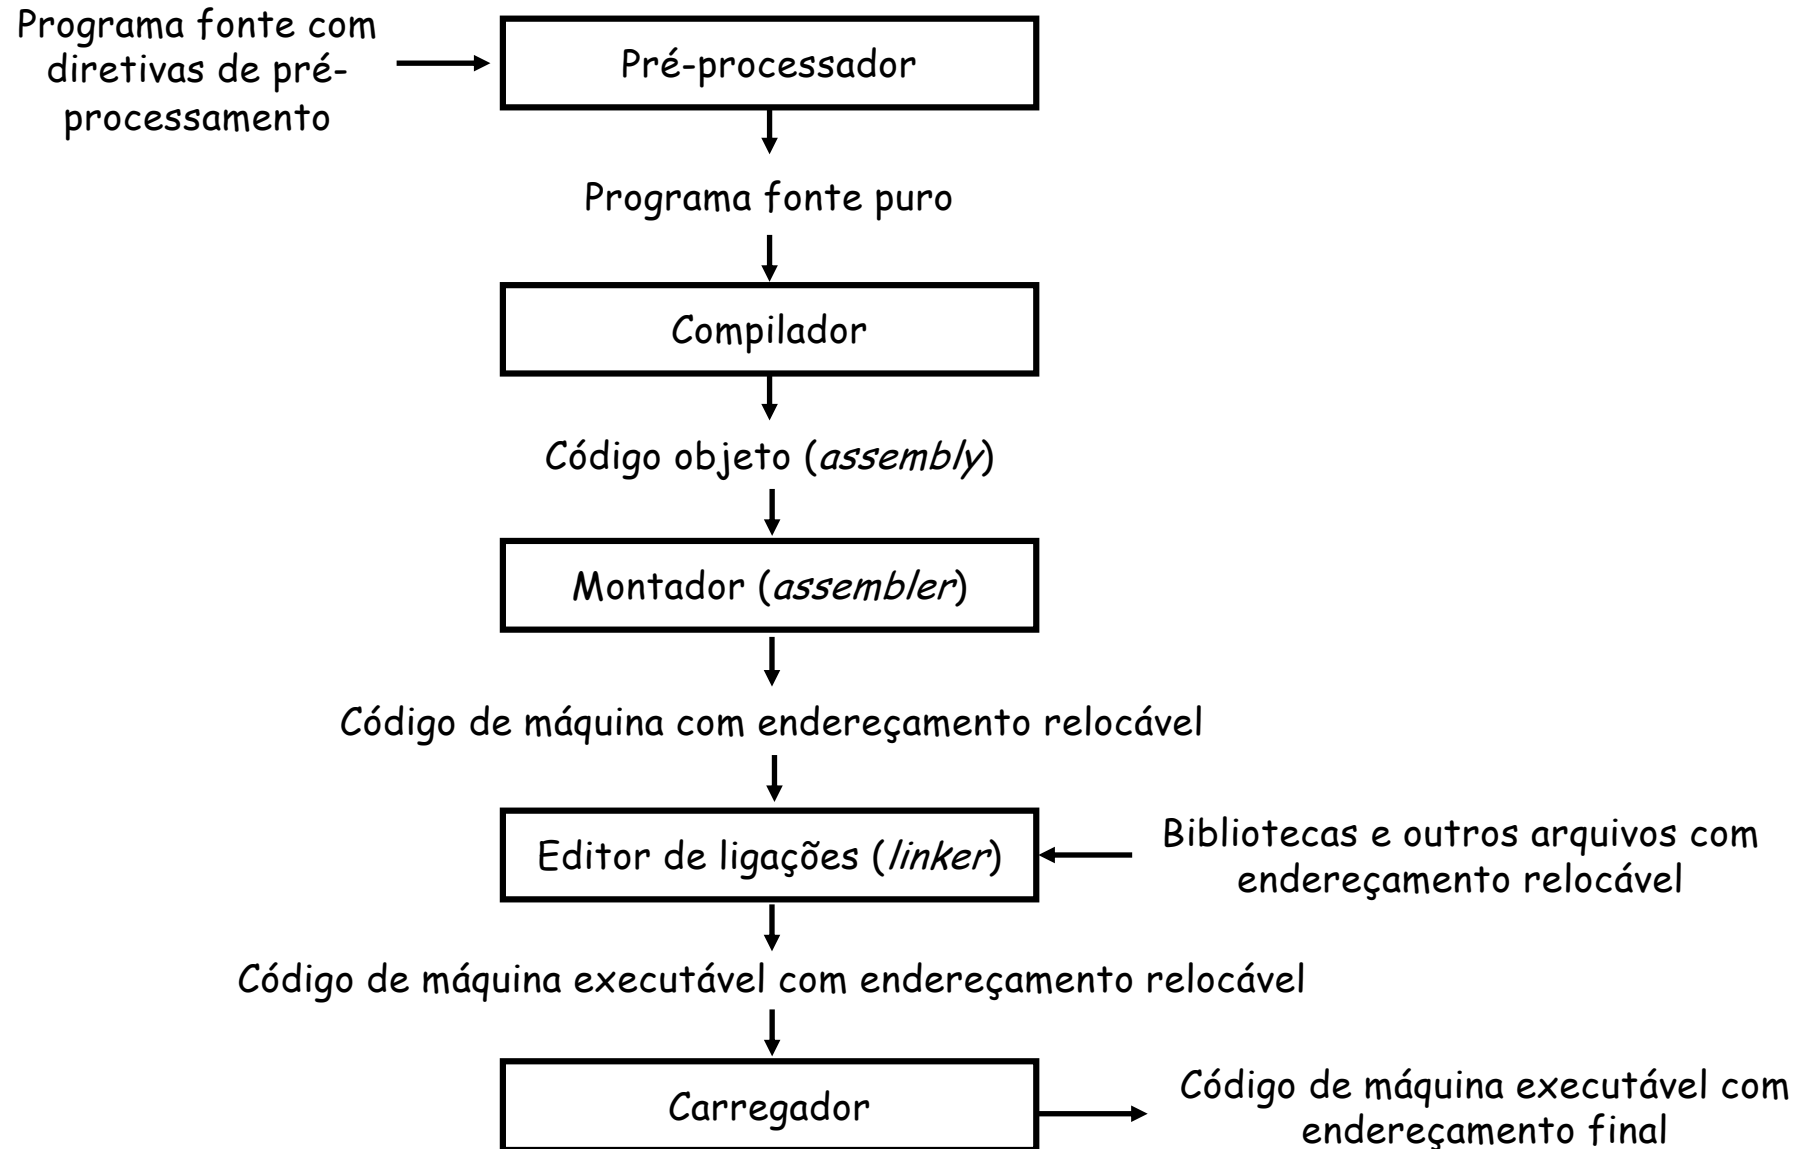 Programa fonte com
diretivas de pré-
processamento
Pré-processador
Programa fonte puro
Compilador
Código objeto (assembly)
Montador (assembler)
Código de máquina com endereçamento relocável
Editor de ligações (linker)
Bibliotecas e outros arquivos com
endereçamento relocável
Código de máquina executável com endereçamento relocável
Carregador
Código de máquina executável com
endereçamento final